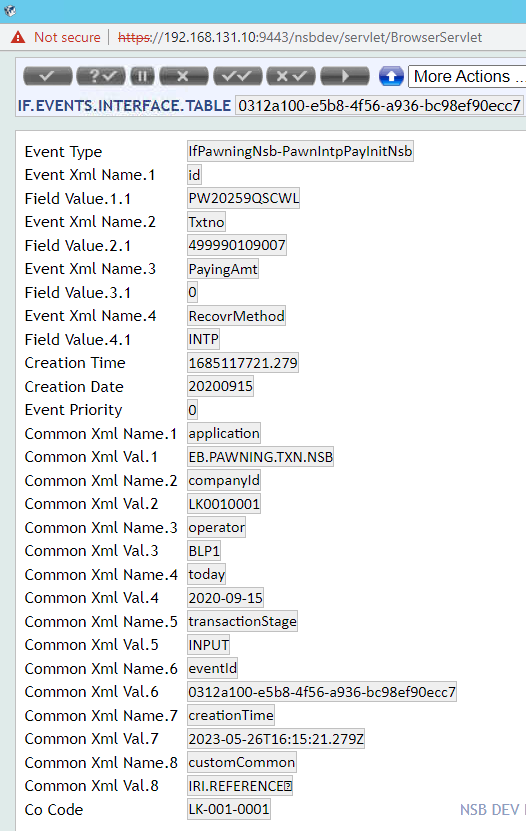 Not secure | https://192.168.131.10:9443/nsbdev/servlet/BrowserServlet
More Actions ...
IF.EVENTS.INTERFACE.TABLE 0312a100-e5b8-4f56-a936-bc98ef90ecc7
Event Type IfPawningNsb-PawnIntpPayInitNsb
Event Xml Name.1 id
Field Value.1.1 PW20259QSCWL
Event Xml Name.2 Txtno
Field Value.2.1 499990109007
Event Xml Name.3 PayingAmt
Field Value.3.1 0
Event Xml Name.4 RecovrMethod
Field Value.4.1 INTP
Creation Time 1685117721.279
Creation Date 20200915
Event Priority 0
Common Xml Name.1 application
Common Xml Val.1 EB.PAWNING.TXN.NSB
Common Xml Name.2 companyId
Common Xml Val.2 LK0010001
Common Xml Name.3 operator
Common Xml Val.3 BLP1
Common Xml Name.4 today
Common Xml Val.4 2020-09-15
Common Xml Name.5 transactionStage
Common Xml Val.5 INPUT
Common Xml Name.6 eventId
Common Xml Val.6 0312a100-e5b8-4f56-a936-bc98ef90ecc7
Common Xml Name.7 creationTime
Common Xml Val.7 2023-05-26T16:15:21.279Z
Common Xml Name.8 customCommon
Common Xml Val.8 IRI.REFERENCE
Co Code LK-001-0001
NSB DEV